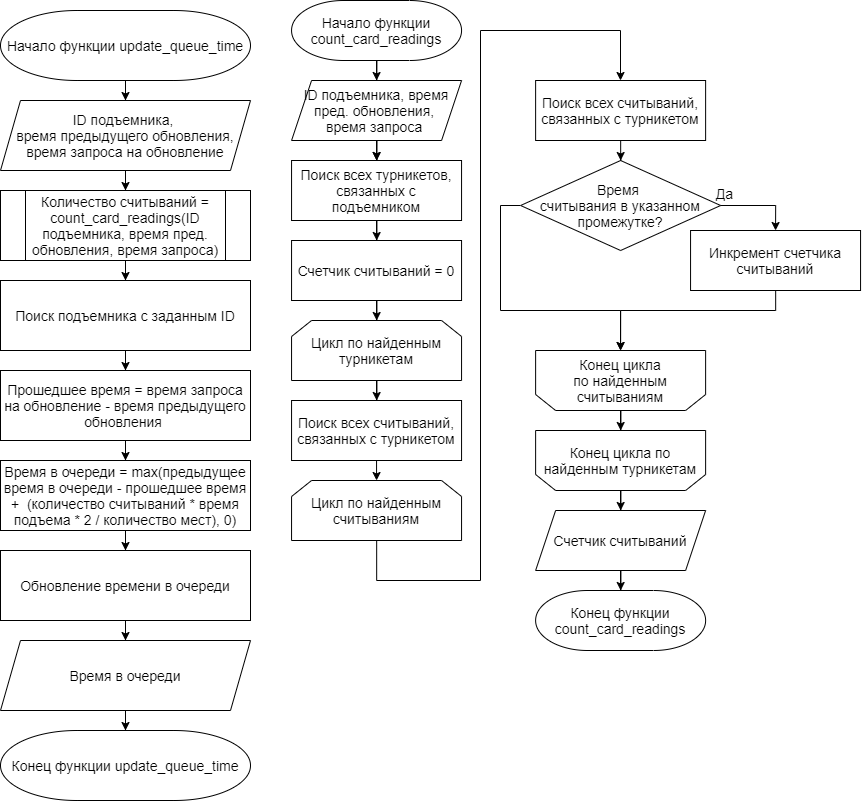 Начало функции update_queue_time
ID подъемника,
время предыдущего обновления,
время запроса на обновление
Количество считываний =
count_card_readings(ID
подъемника, время пред.
обновления, время запроса)
Поиск подъемника с заданным ID
Прошедшее время = время запроса
на обновление - время предыдущего
обновления
Время в очереди = max(предыдущее
время в очереди - прошедшее время
+ (количество считываний * время
подъема * 2 / количество мест), 0)
Обновление времени в очереди
Время в очереди
Конец функции update_queue_time
Начало функции
count_card_readings
ID подъемника, время
пред. обновления,
время запроса
Поиск всех турникетов,
связанных с
подъемником
Счетчик считываний = 0
Цикл по найденным
турникетам
Поиск всех считываний,
связанных с турникетом
Цикл по найденным
считываниям
Поиск всех считываний,
связанных с турникетом
Время
считывания в указанном
промежутке?
Да
Инкремент счетчика
считываний
Конец цикла
по найденным
считываниям
Конец цикла по
найденным турникетам
Счетчик считываний
Конец функции
count_card_readings